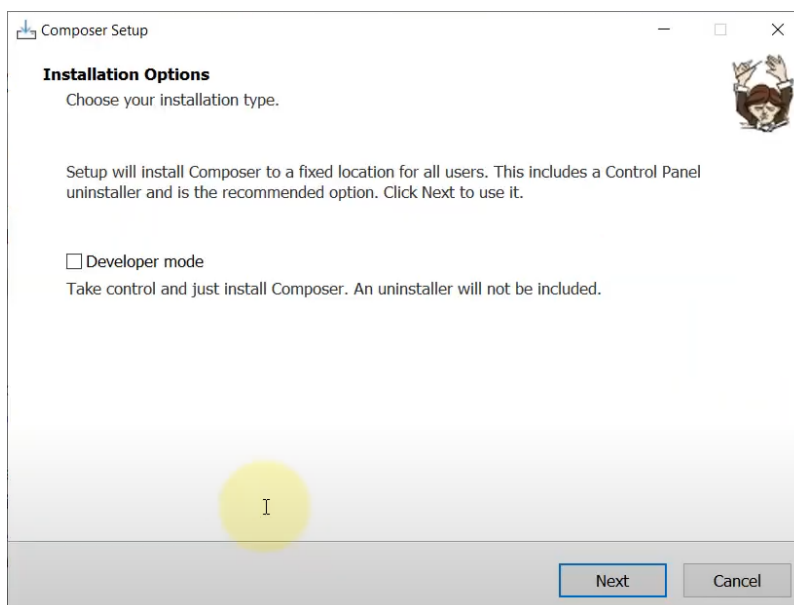 Composer Setup
Installation Options
Choose your installation type.
Setup will install Composer to a fixed location for all users. This includes a Control Panel
uninstaller and is the recommended option. Click Next to use it.
Developer mode
Take control and just install Composer. An uninstaller will not be included.
Next
Cancel